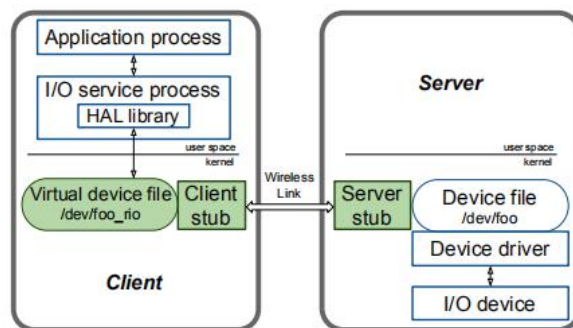 Application process
I/O service process
HAL library
user space
kernel
Virtual device file
/dev/foo_rio
Client
stub
Client
Wireless
Link
Server
user space
kernel
Server
stub
Device file
/dev/foo
Device driver
I/O device